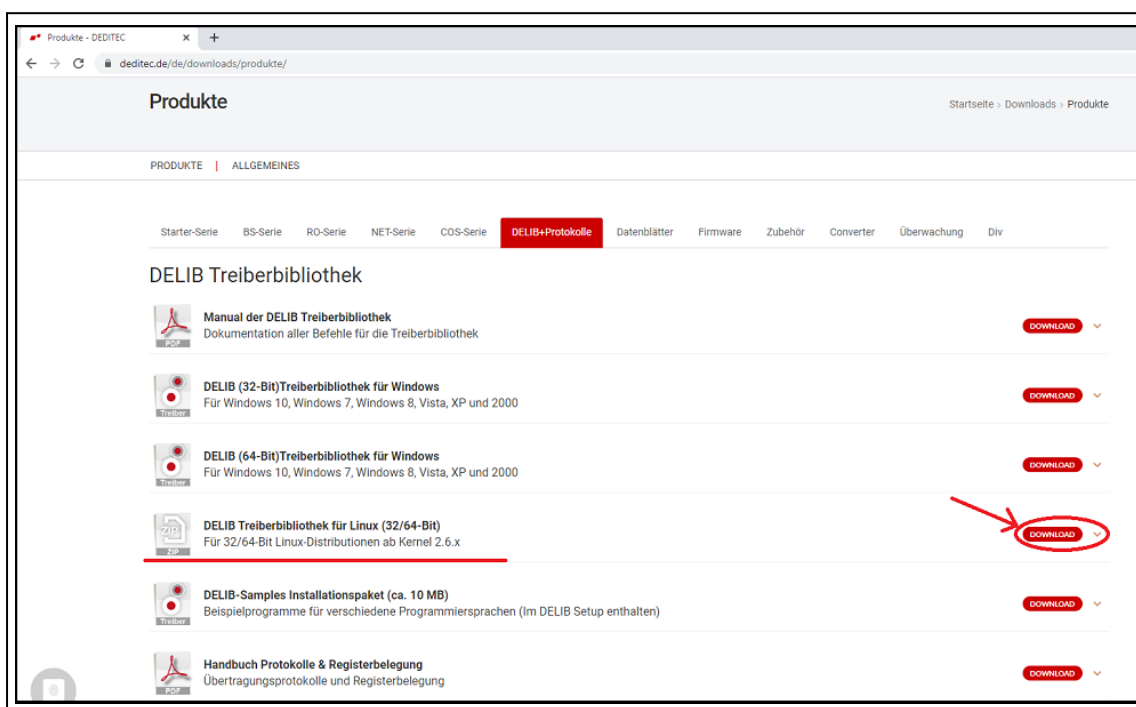 Produkte - DEDITEC
deditec.de/de/downloads/produkte/
Produkte
Startseite > Downloads > Produkte
PRODUKTE | ALLGEMEINES
Starter-Serie BS-Serie RO-Serie NET-Serie COS-Serie DELIB+Protokolle Datenblätter Firmware Zubehör Converter Überwachung Div
DELIB Treiberbibliothek
PDF
Manual der DELIB Treiberbibliothek
Dokumentation aller Befehle für die Treiberbibliothek
DOWNLOAD
Treiber
DELIB (32-Bit)Treiberbibliothek für Windows
Für Windows 10, Windows 7, Windows 8, Vista, XP und 2000
DOWNLOAD
Treiber
DELIB (64-Bit)Treiberbibliothek für Windows
Für Windows 10, Windows 7, Windows 8, Vista, XP und 2000
DOWNLOAD
ZIP
ZIP
DELIB Treiberbibliothek für Linux (32/64-Bit)
Für 32/64-Bit Linux-Distributionen ab Kernel 2.6.x
DOWNLOAD
Treiber
DELIB-Samples Installationspaket (ca. 10 MB)
Beispielprogramme für verschiedene Programmiersprachen (Im DELIB Setup enthalten)
DOWNLOAD
PDF
Handbuch Protokolle & Registerbelegung
Übertragungsprotokolle und Registerbelegung
DOWNLOAD